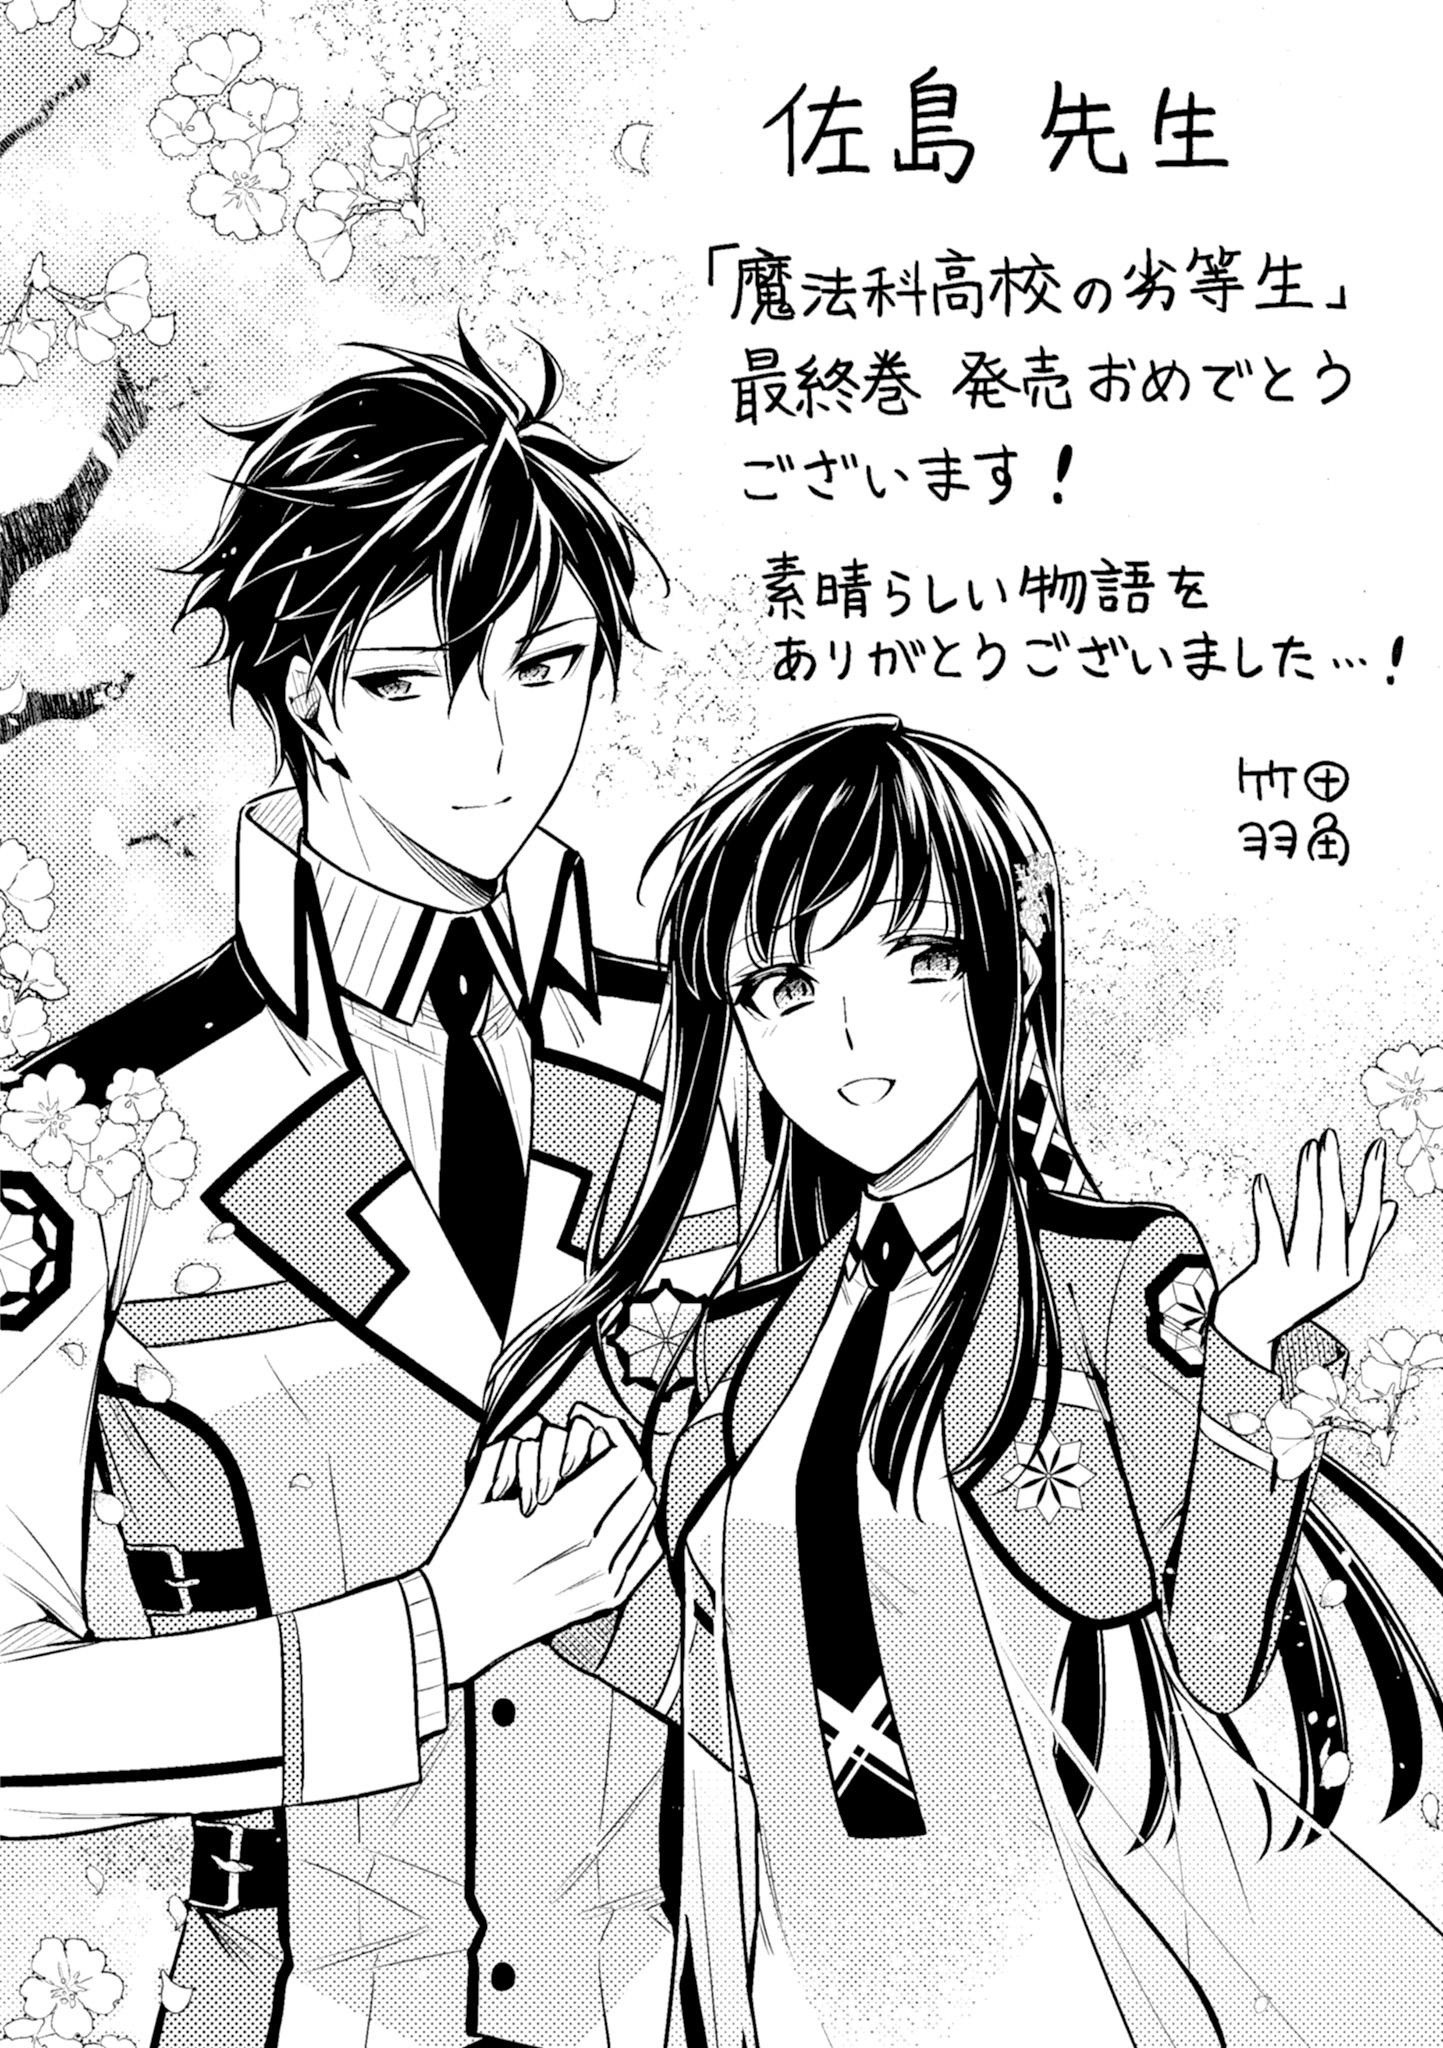 佐島 先生
「魔法科高校の劣等生」
最終巻 発売おめでとう
ございます！
素晴らしい物語を
ありがとうございました…！
竹田
羽角